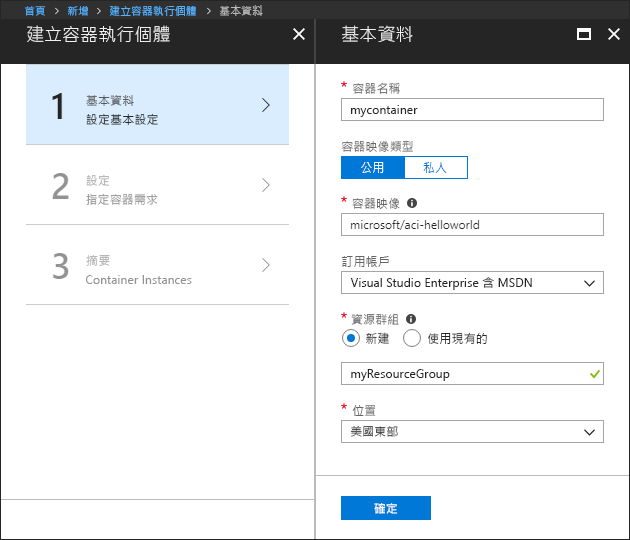 首頁 > 新增 > 建立容器執行個體 > 基本資料
建立容器執行個體
1
基本資料
設定基本設定
2
設定
指定容器需求
3
摘要
Container Instances
基本資料
* 容器名稱
mycontainer
容器映像類型
公用 私人
* 容器映像
microsoft/aci-helloworld
訂用帳戶
Visual Studio Enterprise 含 MSDN
* 資源群組
新建 使用現有的
myResourceGroup
* 位置
美國東部
確定